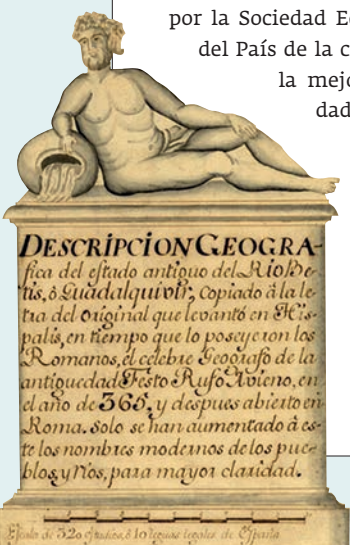 por la Sociedad Ec
del País de la c
la mejo
dad
DESCRIPCION GEOGRA-
fica del estado antiguo del Rio Be-
tis, ò Guadalquivir, Copiado à la le-
tra del Original que levantó en His-
palis, en tiempo que lo poseyeron los
Romanos, el celebre Geografo de la
antiguedad Festo Rufo Avieno, en
el año de 365, y despues abierto en
Roma. Solo se han aumentado à es-
te los nombres modernos de los pue-
blos, y rios, para mayor claridad.
Escala de 320 estadios, ò 10 leguas legales de España